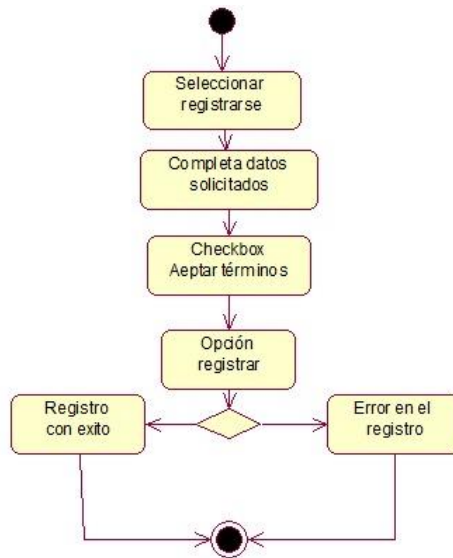 Seleccionar
registrarse
Completa datos
solicitados
Checkbox
Aeptar términos
Opción
registrar
Registro
con exito
Error en el
registro